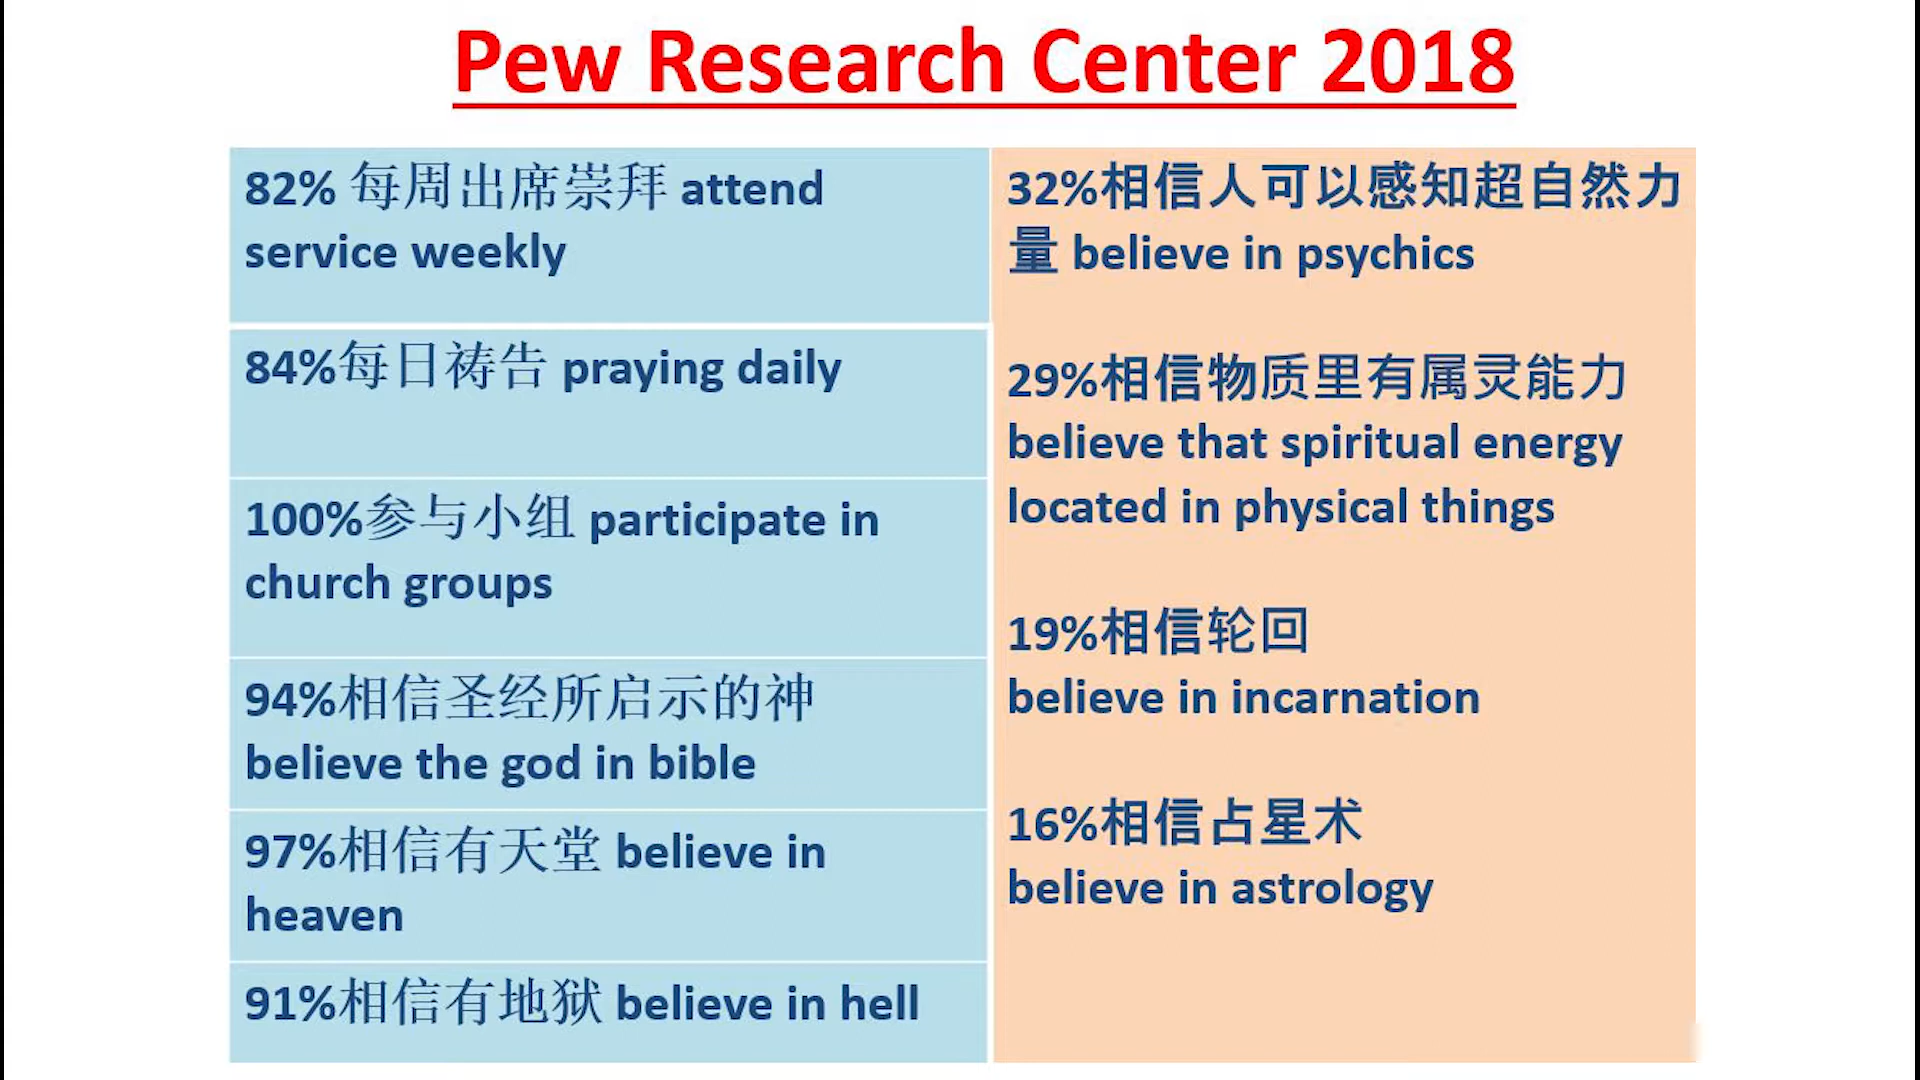 Pew Research Center 2018
82% 每周出席崇拜 attend
service weekly
84%每日祷告 praying daily
100%参与小组 participate in
church groups
94%相信圣经所启示的神
believe the god in bible
97%相信有天堂 believe in
heaven
91%相信有地狱 believe in hell
32%相信人可以感知超自然力
量 believe in psychics
29%相信物质里有属灵能力
believe that spiritual energy
located in physical things
19%相信轮回
believe in incarnation
16%相信占星术
believe in astrology